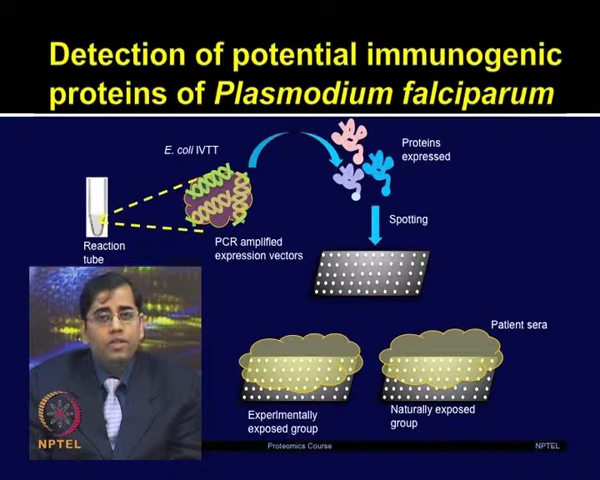 Detection of potential immunogenic
proteins of Plasmodium falciparum
E. coli IVTT
Proteins
expressed
Reaction
tube
PCR amplified
expression vectors
Spotting
Patient sera
Experimentally
exposed group
Naturally exposed
group
NPTEL
Proteomics Course
NPTEL